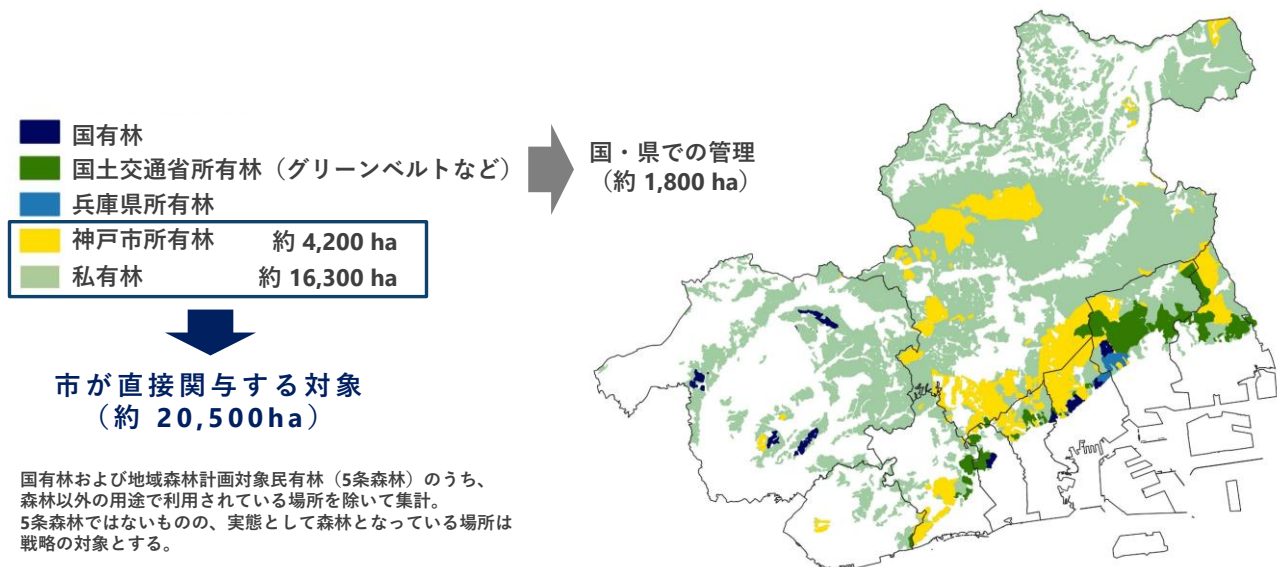 国有林
国土交通省所有林（グリーンベルトなど）
兵庫県所有林
神戸市所有林 約 4,200 ha
私有林 約 16,300 ha
国・県での管理
（約 1,800 ha）
市が直接関与する対象
（約 20,500ha）
国有林および地域森林計画対象民有林（5条森林）のうち、
森林以外の用途で利用されている場所を除いて集計。
5条森林ではないものの、実態として森林となっている場所は
戦略の対象とする。